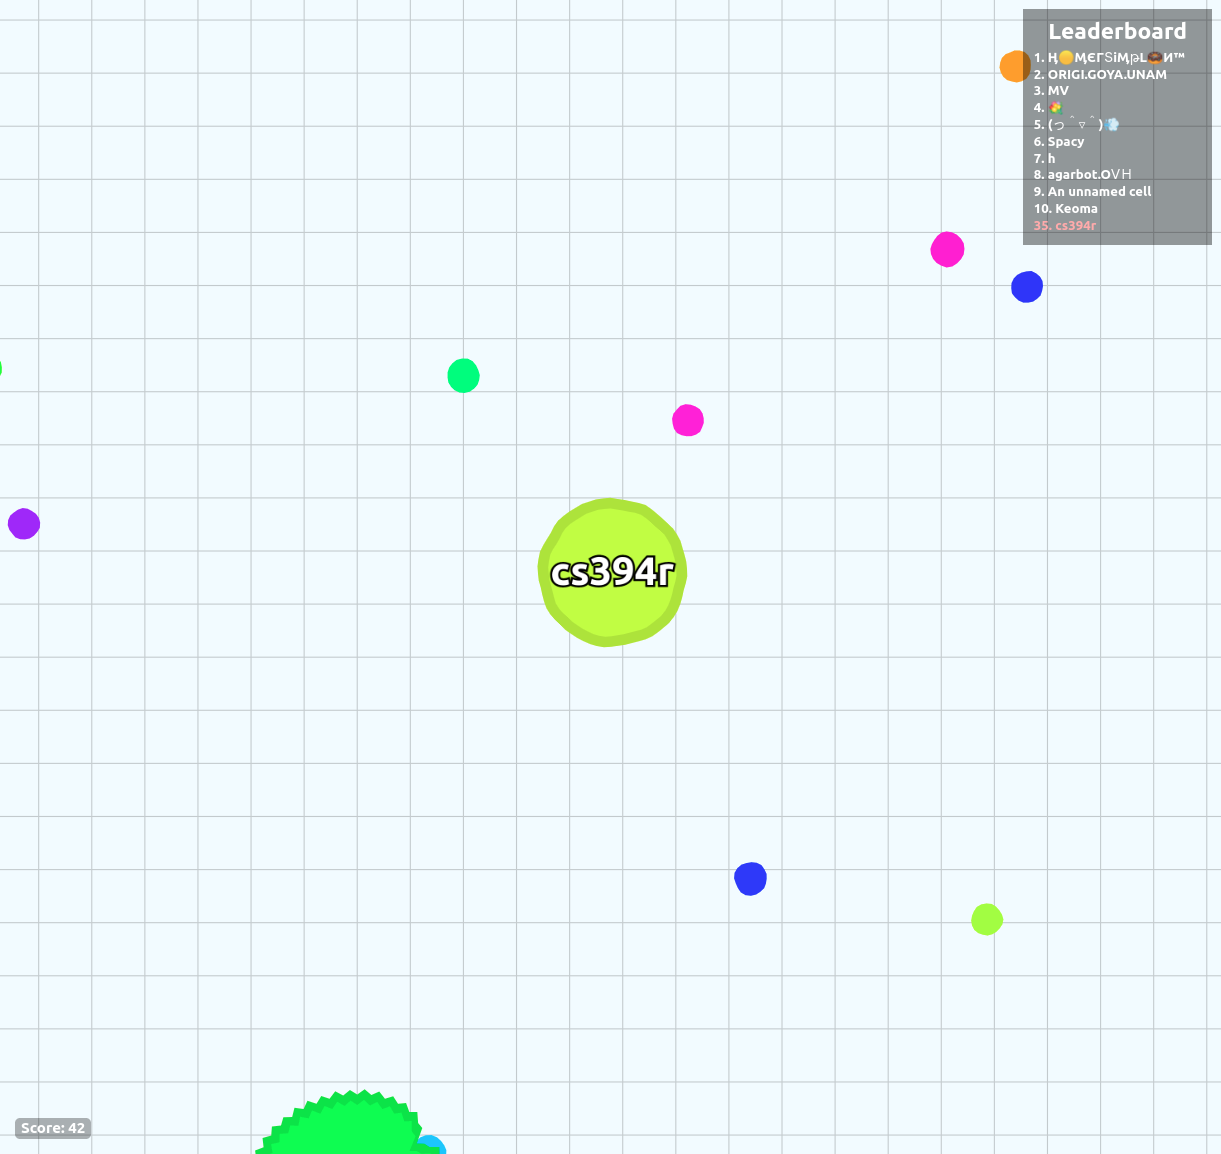 Leaderboard
1. Ң🟡ӍЄΓSiӍþL🍩И™
2. ORIGI.GOYA.UNAM
3. MV
4.
5. (っ＾▿＾)💨
6. Spacy
7. h
8. agarbot.OVH
9. An unnamed cell
10. Keoma
35. cs394r
cs394r
Score: 42